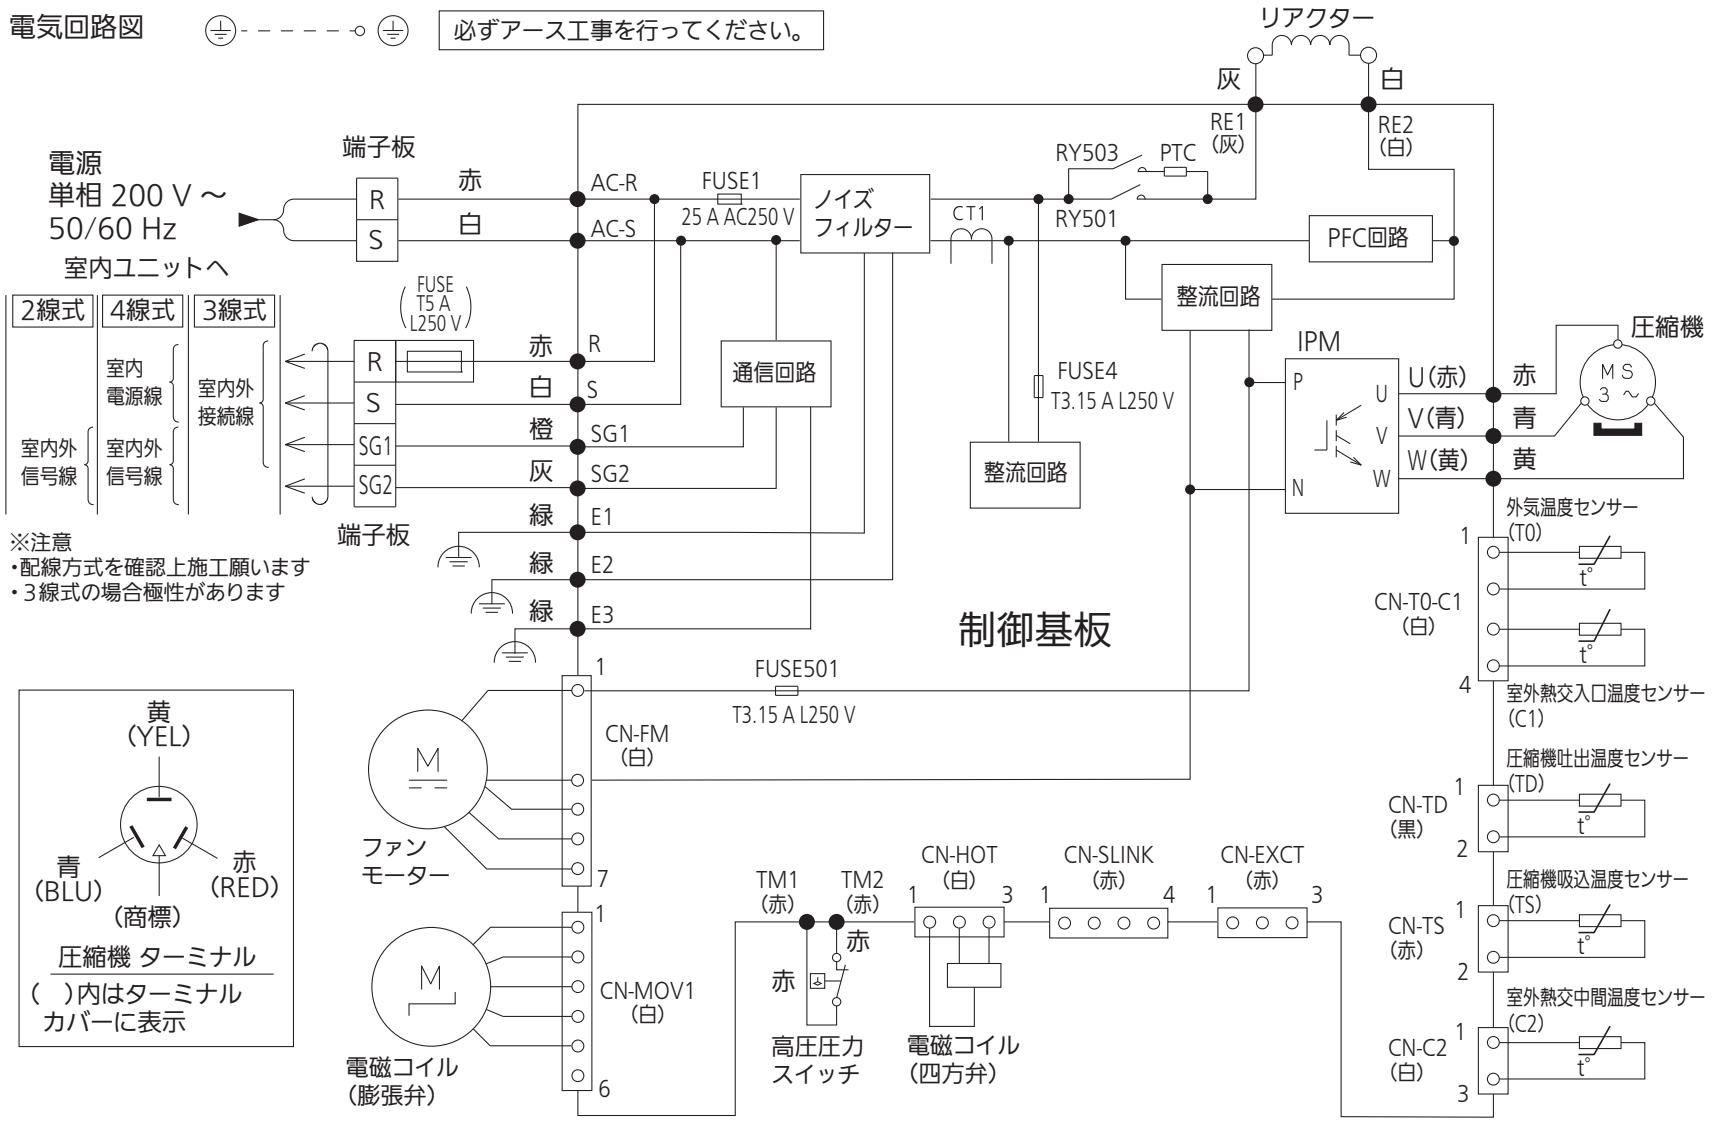 電気回路図
必ずアース工事を行ってください。
リアクター
灰
白
RE1
(灰)
RE2
(白)
電源
単相 200 V ～
50/60 Hz
端子板
R
S
赤
白
AC-R
AC-S
FUSE1
25 A AC250 V
ノイズ
フィルター
CT1
RY503
PTC
RY501
PFC回路
整流回路
室内ユニットへ
2線式
4線式
3線式
室内
電源線
室内外
接続線
室内外
信号線
室内外
信号線
FUSE
T5 A
L250 V
R
S
SG1
SG2
端子板
赤
白
橙
灰
緑
緑
緑
R
S
SG1
SG2
E1
E2
E3
通信回路
FUSE4
T3.15 A L250 V
整流回路
IPM
P
N
U
V
W
U(赤)
V(青)
W(黄)
赤
青
黄
圧縮機
MS
3 ～
※注意
・配線方式を確認上施工願います
・3線式の場合極性があります
制御基板
外気温度センサー
(T0)
1
CN-T0-C1
(白)
4
t°
t°
室外熱交入口温度センサー
(C1)
圧縮機吐出温度センサー
(TD)
1
CN-TD
(黒)
2
t°
圧縮機吸込温度センサー
(TS)
1
CN-TS
(赤)
2
t°
室外熱交中間温度センサー
(C2)
1
CN-C2
(白)
3
t°
1
FUSE501
T3.15 A L250 V
CN-FM
(白)
7
M
ファン
モーター
1
CN-MOV1
(白)
6
M
電磁コイル
(膨張弁)
TM1
(赤)
TM2
(赤)
赤
赤
高圧圧力
スイッチ
CN-HOT
(白)
1
3
電磁コイル
(四方弁)
CN-SLINK
(赤)
1
4
CN-EXCT
(赤)
1
3
黄
(YEL)
青
(BLU)
赤
(RED)
(商標)
圧縮機 ターミナル
( )内はターミナル
カバーに表示